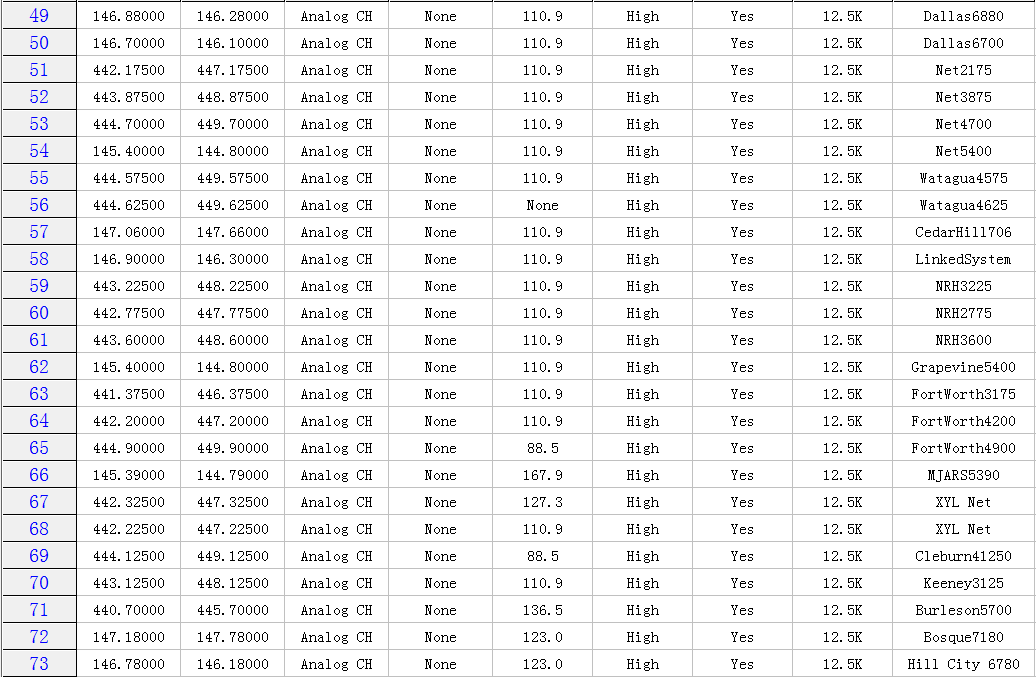 49 146.88000 146.28000 Analog CH None 110.9 High Yes 12.5K Dallas6880
50 146.70000 146.10000 Analog CH None 110.9 High Yes 12.5K Dallas6700
51 442.17500 447.17500 Analog CH None 110.9 High Yes 12.5K Net2175
52 443.87500 448.87500 Analog CH None 110.9 High Yes 12.5K Net3875
53 444.70000 449.70000 Analog CH None 110.9 High Yes 12.5K Net4700
54 145.40000 144.80000 Analog CH None 110.9 High Yes 12.5K Net5400
55 444.57500 449.57500 Analog CH None 110.9 High Yes 12.5K Watagua4575
56 444.62500 449.62500 Analog CH None None High Yes 12.5K Watagua4625
57 147.06000 147.66000 Analog CH None 110.9 High Yes 12.5K CedarHill706
58 146.90000 146.30000 Analog CH None 110.9 High Yes 12.5K LinkedSystem
59 443.22500 448.22500 Analog CH None 110.9 High Yes 12.5K NRH3225
60 442.77500 447.77500 Analog CH None 110.9 High Yes 12.5K NRH2775
61 443.60000 448.60000 Analog CH None 110.9 High Yes 12.5K NRH3600
62 145.40000 144.80000 Analog CH None 110.9 High Yes 12.5K Grapevine5400
63 441.37500 446.37500 Analog CH None 110.9 High Yes 12.5K FortWorth3175
64 442.20000 447.20000 Analog CH None 110.9 High Yes 12.5K FortWorth4200
65 444.90000 449.90000 Analog CH None 88.5 High Yes 12.5K FortWorth4900
66 145.39000 144.79000 Analog CH None 167.9 High Yes 12.5K MJARS5390
67 442.32500 447.32500 Analog CH None 127.3 High Yes 12.5K XYL Net
68 442.22500 447.22500 Analog CH None 110.9 High Yes 12.5K XYL Net
69 444.12500 449.12500 Analog CH None 88.5 High Yes 12.5K Cleburn41250
70 443.12500 448.12500 Analog CH None 110.9 High Yes 12.5K Keeney3125
71 440.70000 445.70000 Analog CH None 136.5 High Yes 12.5K Burleson5700
72 147.18000 147.78000 Analog CH None 123.0 High Yes 12.5K Bosque7180
73 146.78000 146.18000 Analog CH None 123.0 High Yes 12.5K Hill City 6780